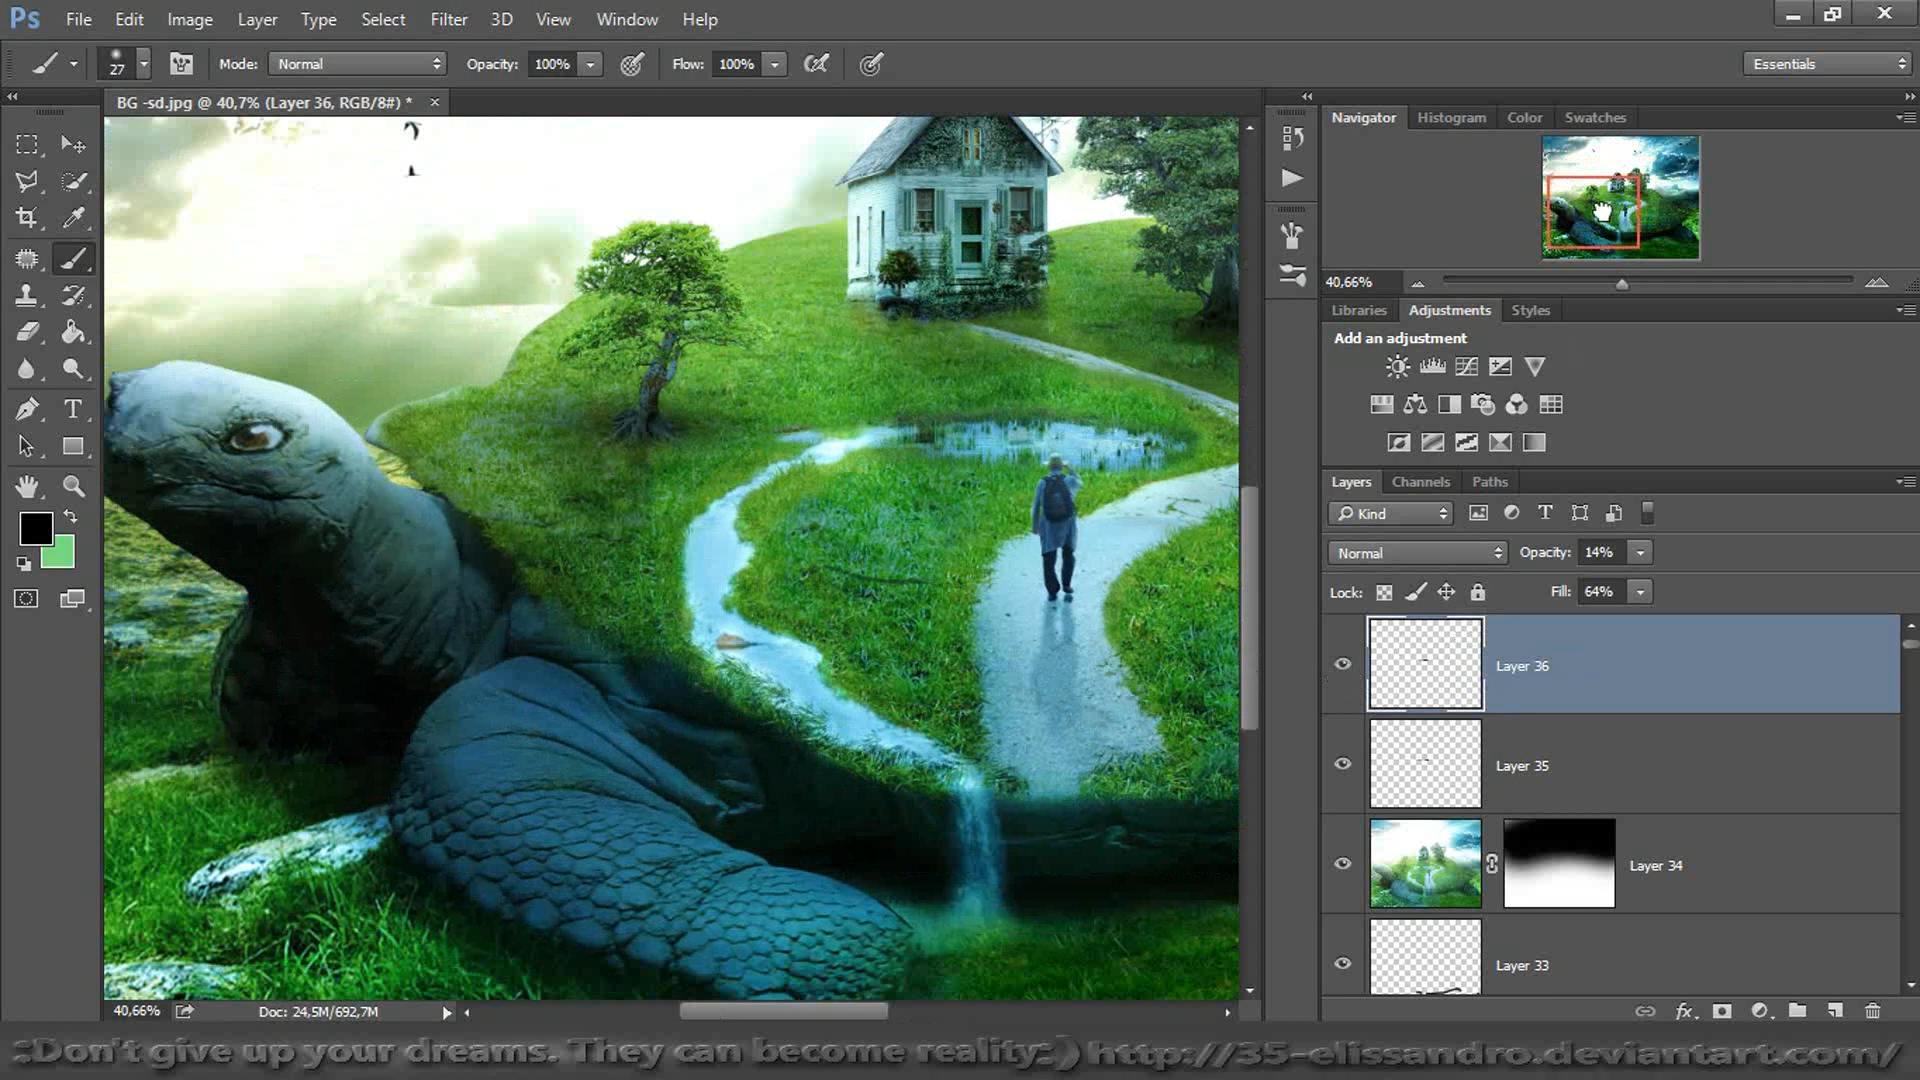 Ps File Edit Image Layer Type Select Filter 3D View Window Help
27 Mode: Normal Opacity: 100% Flow: 100% Essentials
BG -sd.jpg @ 40,7% (Layer 36, RGB/8#) *
Navigator Histogram Color Swatches
40,66%
Libraries Adjustments Styles
Add an adjustment
Layers Channels Paths
Kind
Normal Opacity: 14%
Lock: Fill: 64%
Layer 36
Layer 35
Layer 34
Layer 33
fx
40,66% Doc: 24,5M/692,7M
::Don't give up your dreams. They can become reality:;) http://35-elissandro.deviantart.com/